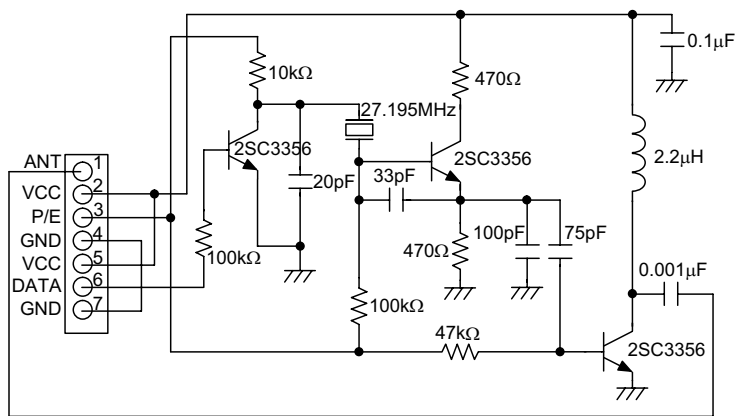 0.1μF
10kΩ
470Ω
27.195MHz
2SC3356
2SC3356
2.2μH
ANT 1
VCC 2
P/E 3
GND 4
VCC 5
DATA 6
GND 7
20pF
33pF
100kΩ
470Ω
100pF
75pF
0.001μF
100kΩ
47kΩ
2SC3356